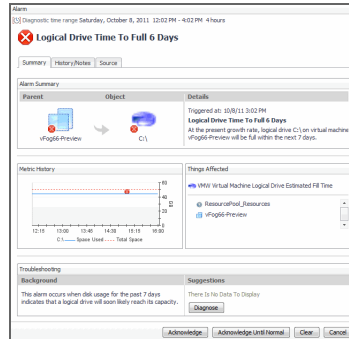 Alarm
Diagnostic time range Saturday, October 8, 2011 12:02 PM - 4:02 PM 4 hours
Logical Drive Time To Full 6 Days
Summary History/Notes Source
Alarm Summary
Parent Object Details
Triggered at: 10/8/11 3:02 PM
Logical Drive Time To Full 6 Days
At the present growth rate, logical drive C:\ on virtual machine
vFog66-Preview will be full within the next 7 days.
vFog66-Preview C:\
Metric History Things Affected
VMW Virtual Machine Logical Drive Estimated Fill Time
ResourcePool_Resources
vFog66-Preview
60
40
20
0
GB
12:15 13:00 13:45 14:30 15:15 16:00
C:\ Space Used Total Space
Troubleshooting
Background Suggestions
This alarm occurs when disk usage for the past 7 days
indicates that a logical drive will soon likely reach its capacity.
There Is No Data To Display
Diagnose
Acknowledge Acknowledge Until Normal Clear Cancel